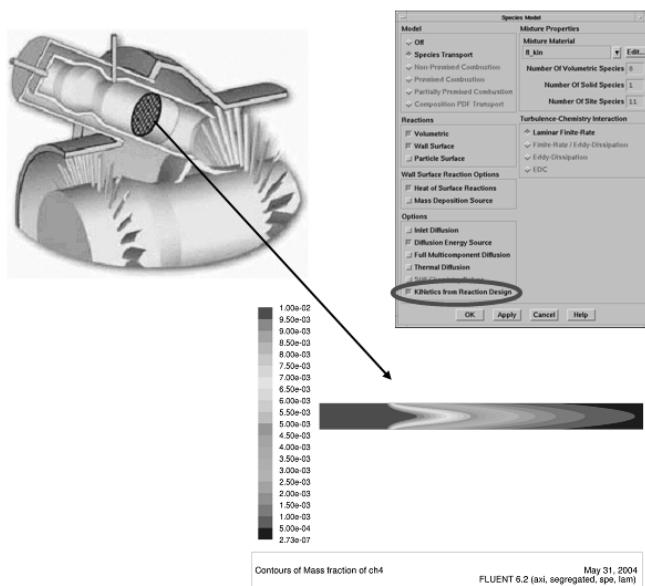 Species Model
Model
Off
Species Transport
Non-Premixed Combustion
Premixed Combustion
Partially Premixed Combustion
Composition PDF Transport
Reactions
Volumetric
Wall Surface
Particle Surface
Wall Surface Reaction Options
Heat of Surface Reactions
Mass Deposition Source
Options
Inlet Diffusion
Diffusion Energy Source
Full Multicomponent Diffusion
Thermal Diffusion
KINetics from Reaction Design
Mixture Properties
Mixture Material
fl_kin
Edit...
Number Of Volumetric Species 8
Number Of Solid Species 1
Number Of Site Species 11
Turbulence-Chemistry Interaction
Laminar Finite-Rate
Finite-Rate / Eddy-Dissipation
Eddy-Dissipation
EDC
OK Apply Cancel Help
1.00e-02
9.50e-03
9.00e-03
8.50e-03
8.00e-03
7.50e-03
7.00e-03
6.50e-03
6.00e-03
5.50e-03
5.00e-03
4.50e-03
4.00e-03
3.50e-03
3.00e-03
2.50e-03
2.00e-03
1.50e-03
1.00e-03
5.00e-04
2.73e-07
Contours of Mass fraction of ch4
May 31, 2004
FLUENT 6.2 (axi, segregated, spe, lam)